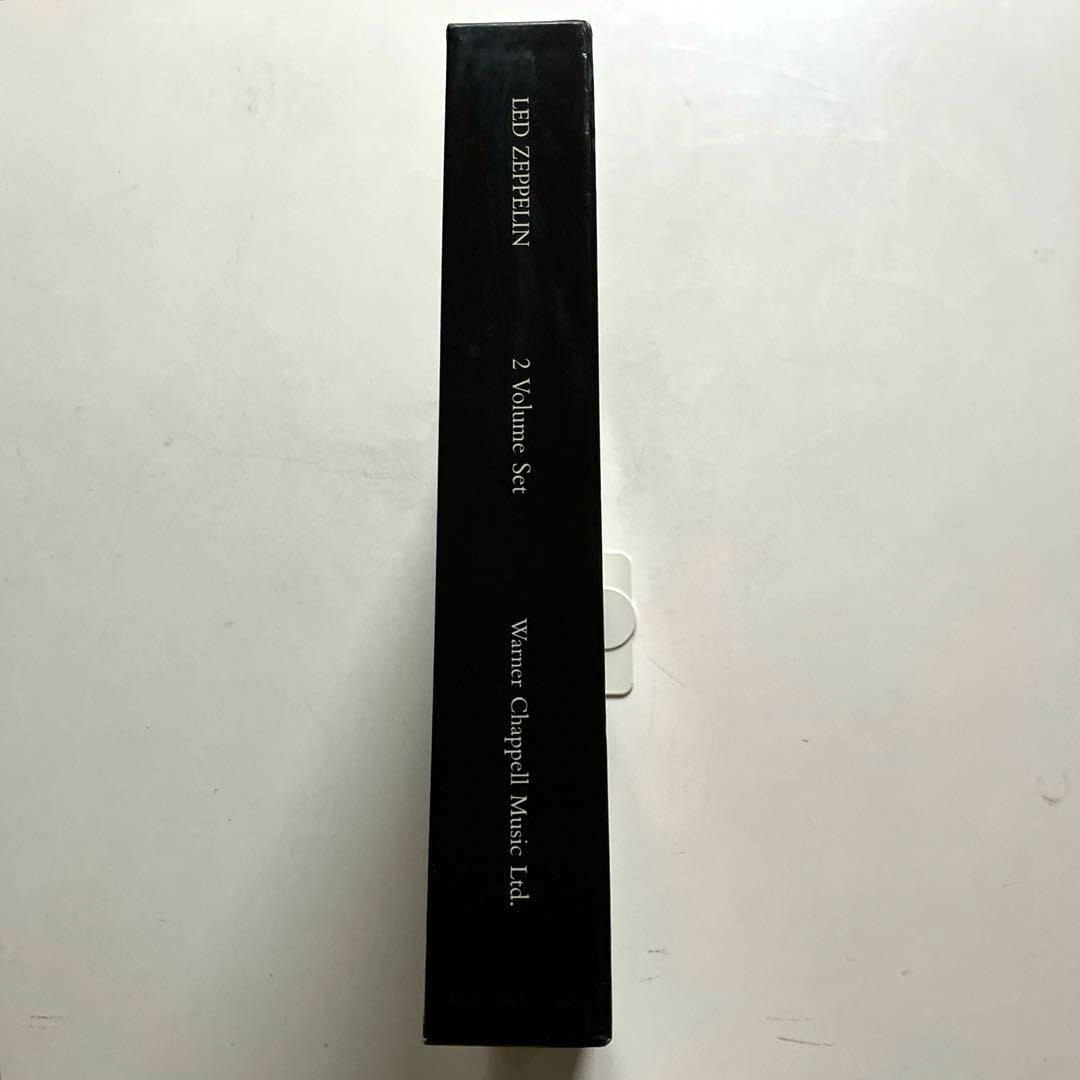 LED ZEPPELIN
2 Volume Set
Warner Chappell Music Ltd.